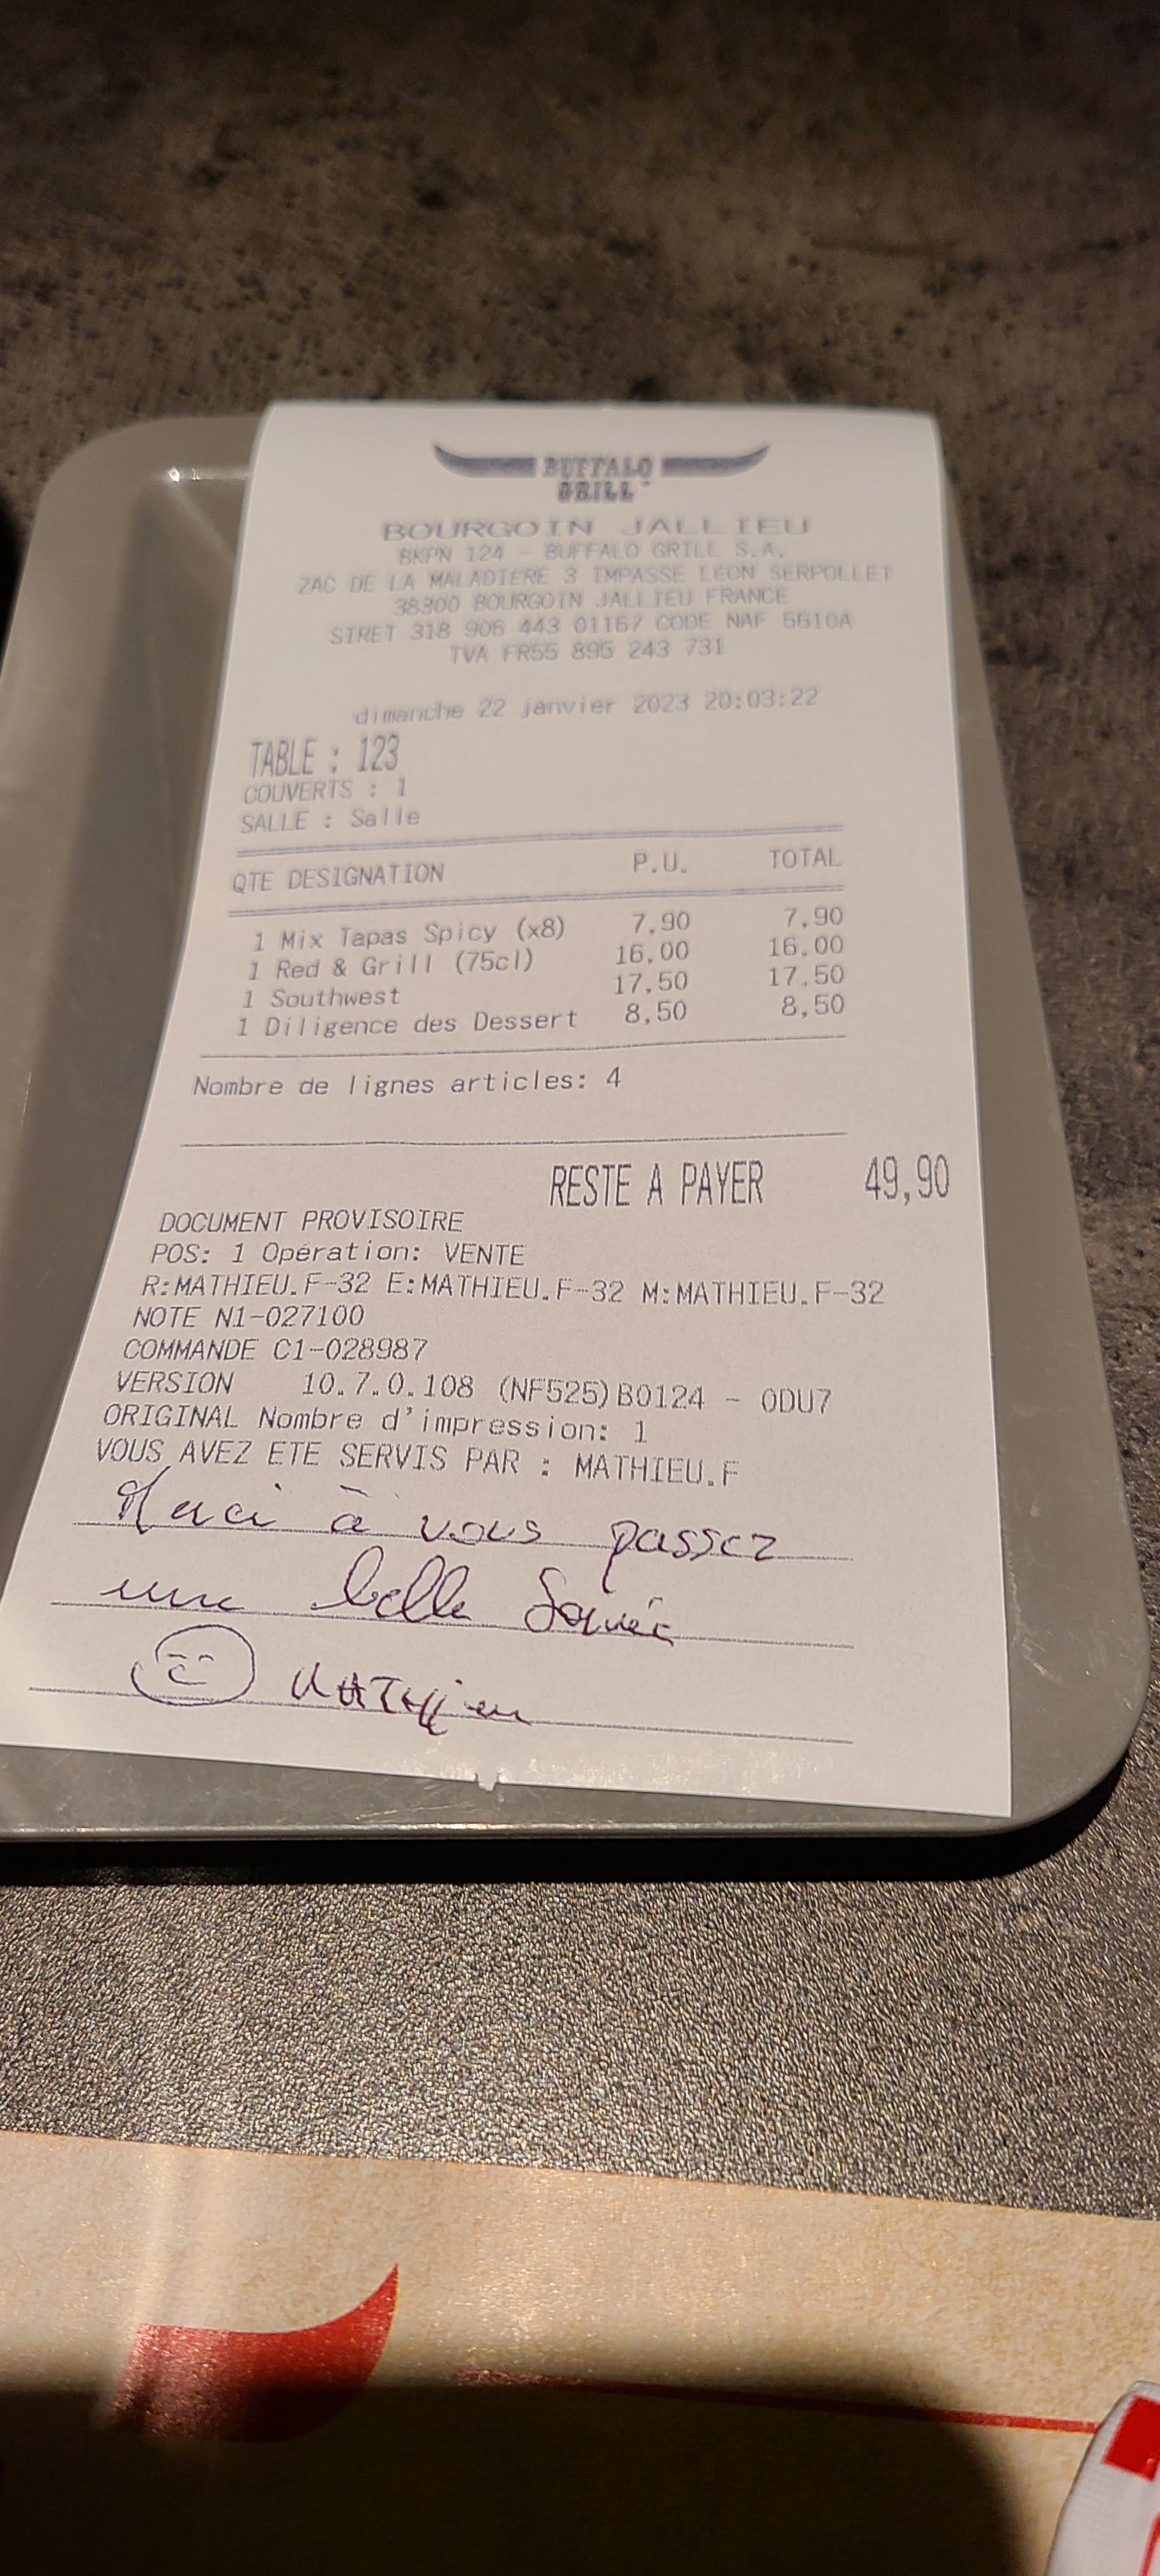 BUFFALO
GRILL
BOURGOIN JALLIEU
BKPN 124 - BUFFALO GRILL S.A.
ZAC DE LA MALADIERE 3 IMPASSE LEON SERPOLLET
38300 BOURGOIN JALLIEU FRANCE
SIRET 318 906 443 01167 CODE NAF 5610A
TVA FR55 895 243 731
dimanche 22 janvier 2023 20:03:22
TABLE : 123
COUVERTS : 1
SALLE : Salle
QTE DESIGNATION P.U. TOTAL
1 Mix Tapas Spicy (x8) 7,90 7,90
1 Red & Grill (75cl) 16,00 16,00
1 Southwest 17,50 17,50
1 Diligence des Dessert 8,50 8,50
Nombre de lignes articles: 4
RESTE A PAYER 49,90
DOCUMENT PROVISOIRE
POS: 1 Opération: VENTE
R:MATHIEU.F-32 E:MATHIEU.F-32 M:MATHIEU.F-32
NOTE N1-027100
COMMANDE C1-028987
VERSION 10.7.0.108 (NF525)B0124 - ODU7
ORIGINAL Nombre d'impression: 1
VOUS AVEZ ETE SERVIS PAR : MATHIEU.F
Merci à vous passez
une belle Soirée
MATHieu